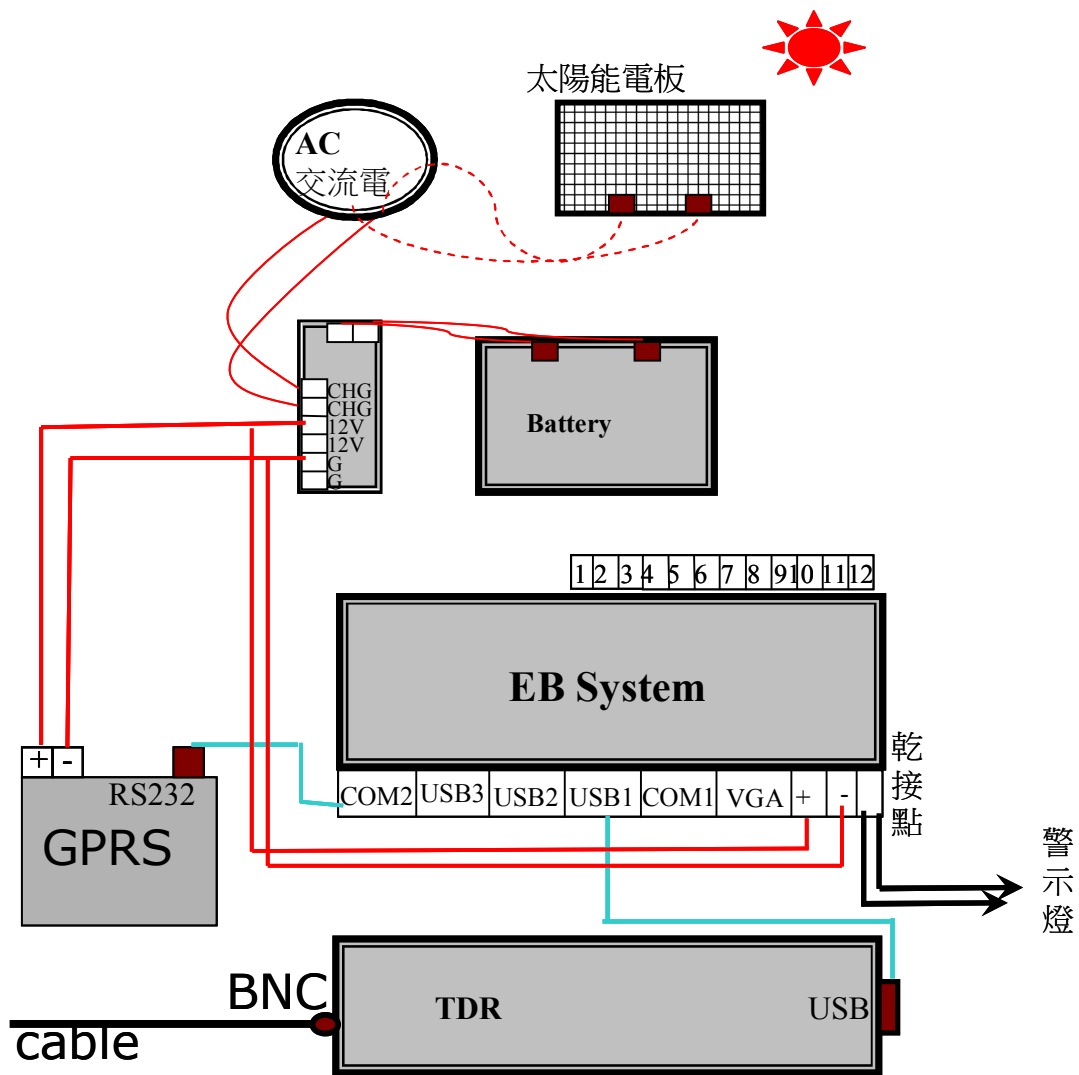 太陽能電板
AC
交流電
CHG
CHG
12V
12V
G
G
Battery
1 2 3 4 5 6 7 8 9 10 11 12
EB System
乾接點
+ -
RS232
GPRS
COM2 USB3 USB2 USB1 COM1 VGA + -
警示燈
BNC
cable
TDR
USB